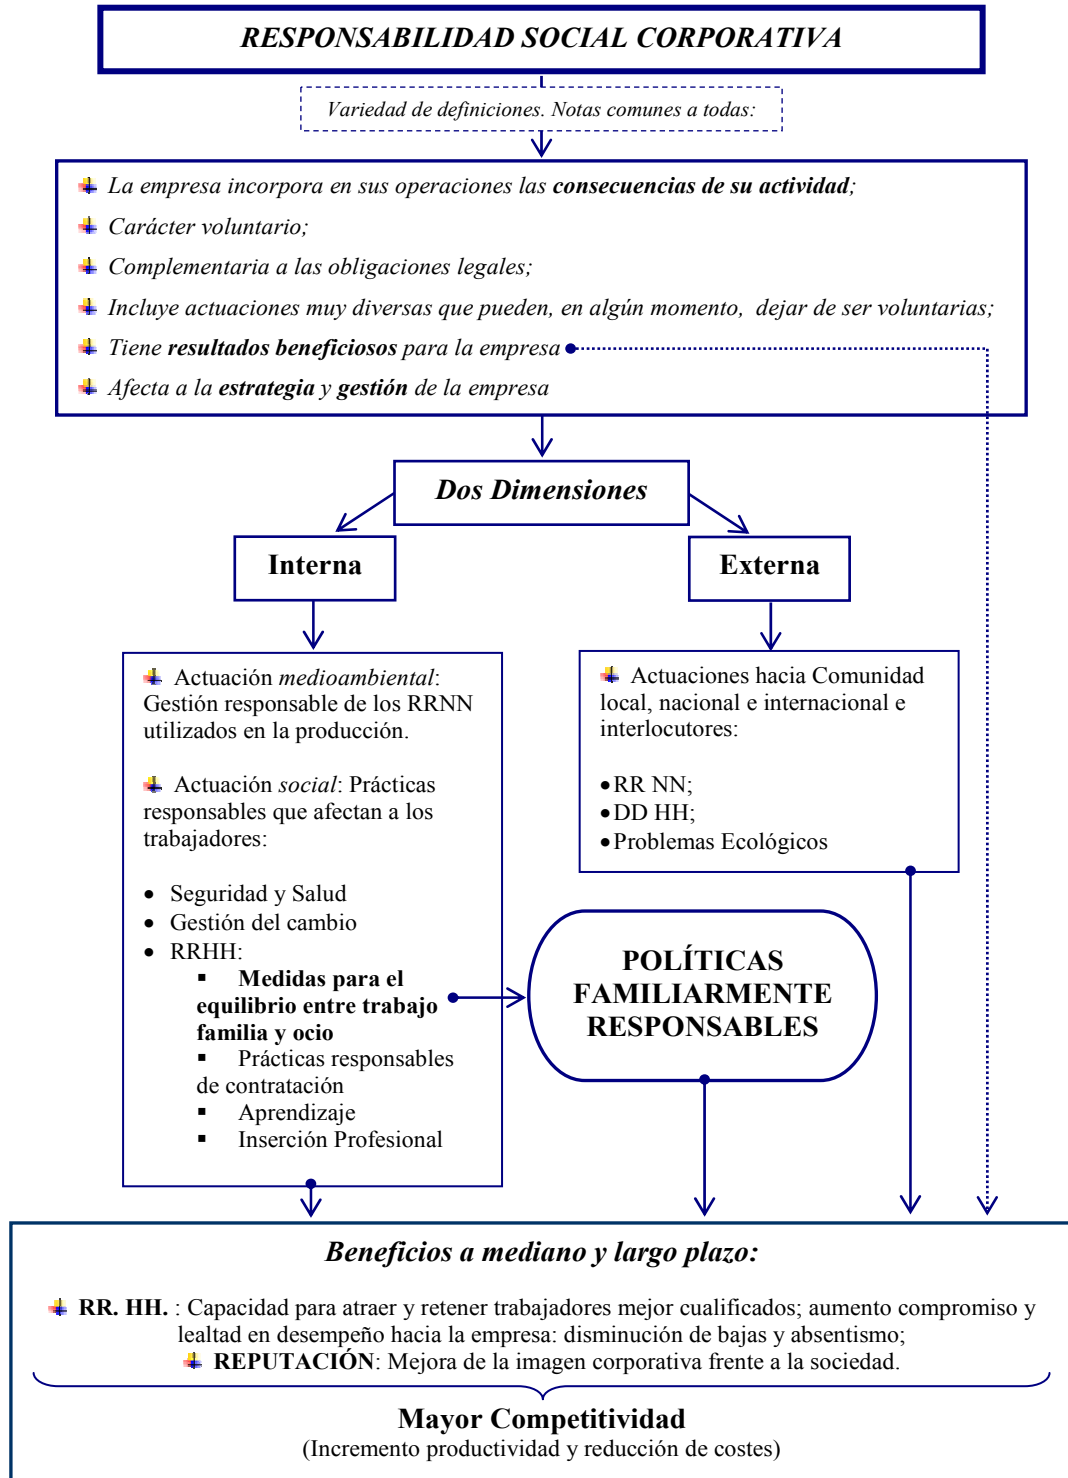 RESPONSABILIDAD SOCIAL CORPORATIVA
Variedad de definiciones. Notas comunes a todas:
La empresa incorpora en sus operaciones las consecuencias de su actividad;
Carácter voluntario;
Complementaria a las obligaciones legales;
Incluye actuaciones muy diversas que pueden, en algún momento, dejar de ser voluntarias;
Tiene resultados beneficiosos para la empresa
Afecta a la estrategia y gestión de la empresa
Dos Dimensiones
Interna
Externa
Actuación medioambiental:
Gestión responsable de los RRNN
utilizados en la producción.
Actuación social: Prácticas
responsables que afectan a los
trabajadores:
• Seguridad y Salud
• Gestión del cambio
• RRHH:
▪ Medidas para el
equilibrio entre trabajo
familia y ocio
▪ Prácticas responsables
de contratación
▪ Aprendizaje
▪ Inserción Profesional
Actuaciones hacia Comunidad
local, nacional e internacional e
interlocutores:
•RR NN;
•DD HH;
•Problemas Ecológicos
POLÍTICAS
FAMILIARMENTE
RESPONSABLES
Beneficios a mediano y largo plazo:
RR. HH. : Capacidad para atraer y retener trabajadores mejor cualificados; aumento compromiso y
lealtad en desempeño hacia la empresa: disminución de bajas y absentismo;
REPUTACIÓN: Mejora de la imagen corporativa frente a la sociedad.
Mayor Competitividad
(Incremento productividad y reducción de costes)